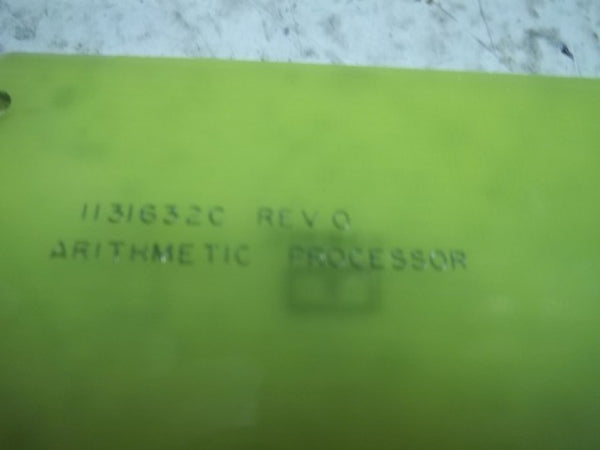 1131632C REV Q
ARITHMETIC PROCESSOR